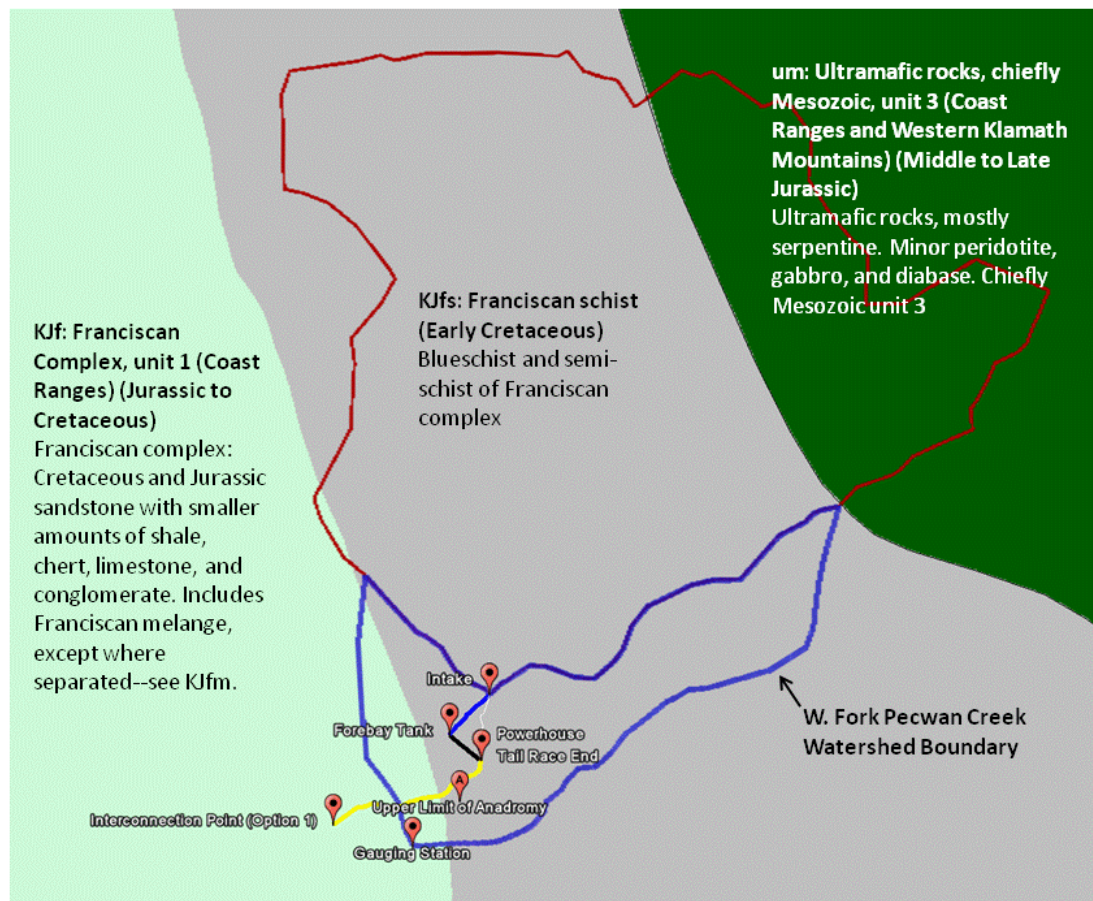 um: Ultramafic rocks, chiefly
Mesozoic, unit 3 (Coast
Ranges and Western Klamath
Mountains) (Middle to Late
Jurassic)
Ultramafic rocks, mostly
serpentine. Minor peridotite,
gabbro, and diabase. Chiefly
Mesozoic unit 3
KJfs: Franciscan schist
(Early Cretaceous)
Blueschist and semi-
schist of Franciscan
complex
KJf: Franciscan
Complex, unit 1 (Coast
Ranges) (Jurassic to
Cretaceous)
Franciscan complex:
Cretaceous and Jurassic
sandstone with smaller
amounts of shale,
chert, limestone, and
conglomerate. Includes
Franciscan melange,
except where
separated--see KJfm.
Intake
Forebay Tank
Powerhouse
Tail Race End
A
Upper Limit of Anadromy
Interconnection Point (Option 1)
Gauging Station
W. Fork Pecwan Creek
Watershed Boundary